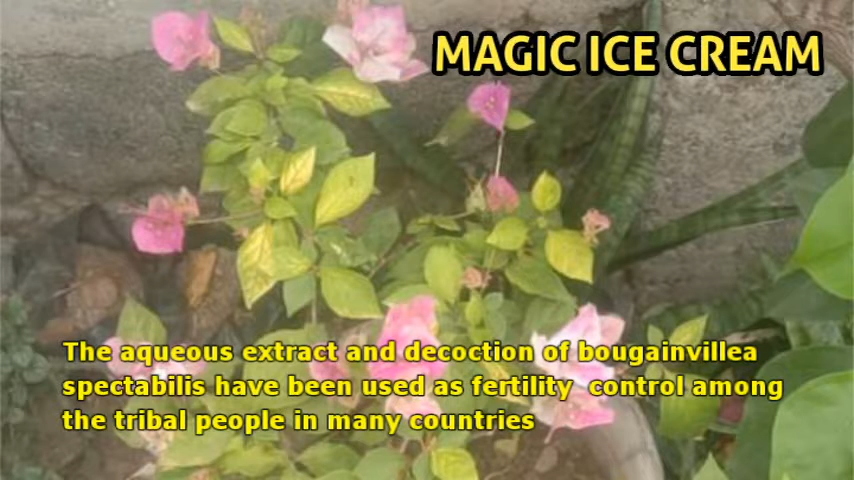 MAGIC ICE CREAM
The aqueous extract and decoction of bougainvillea
spectabilis have been used as fertility  control among
the tribal people in many countries